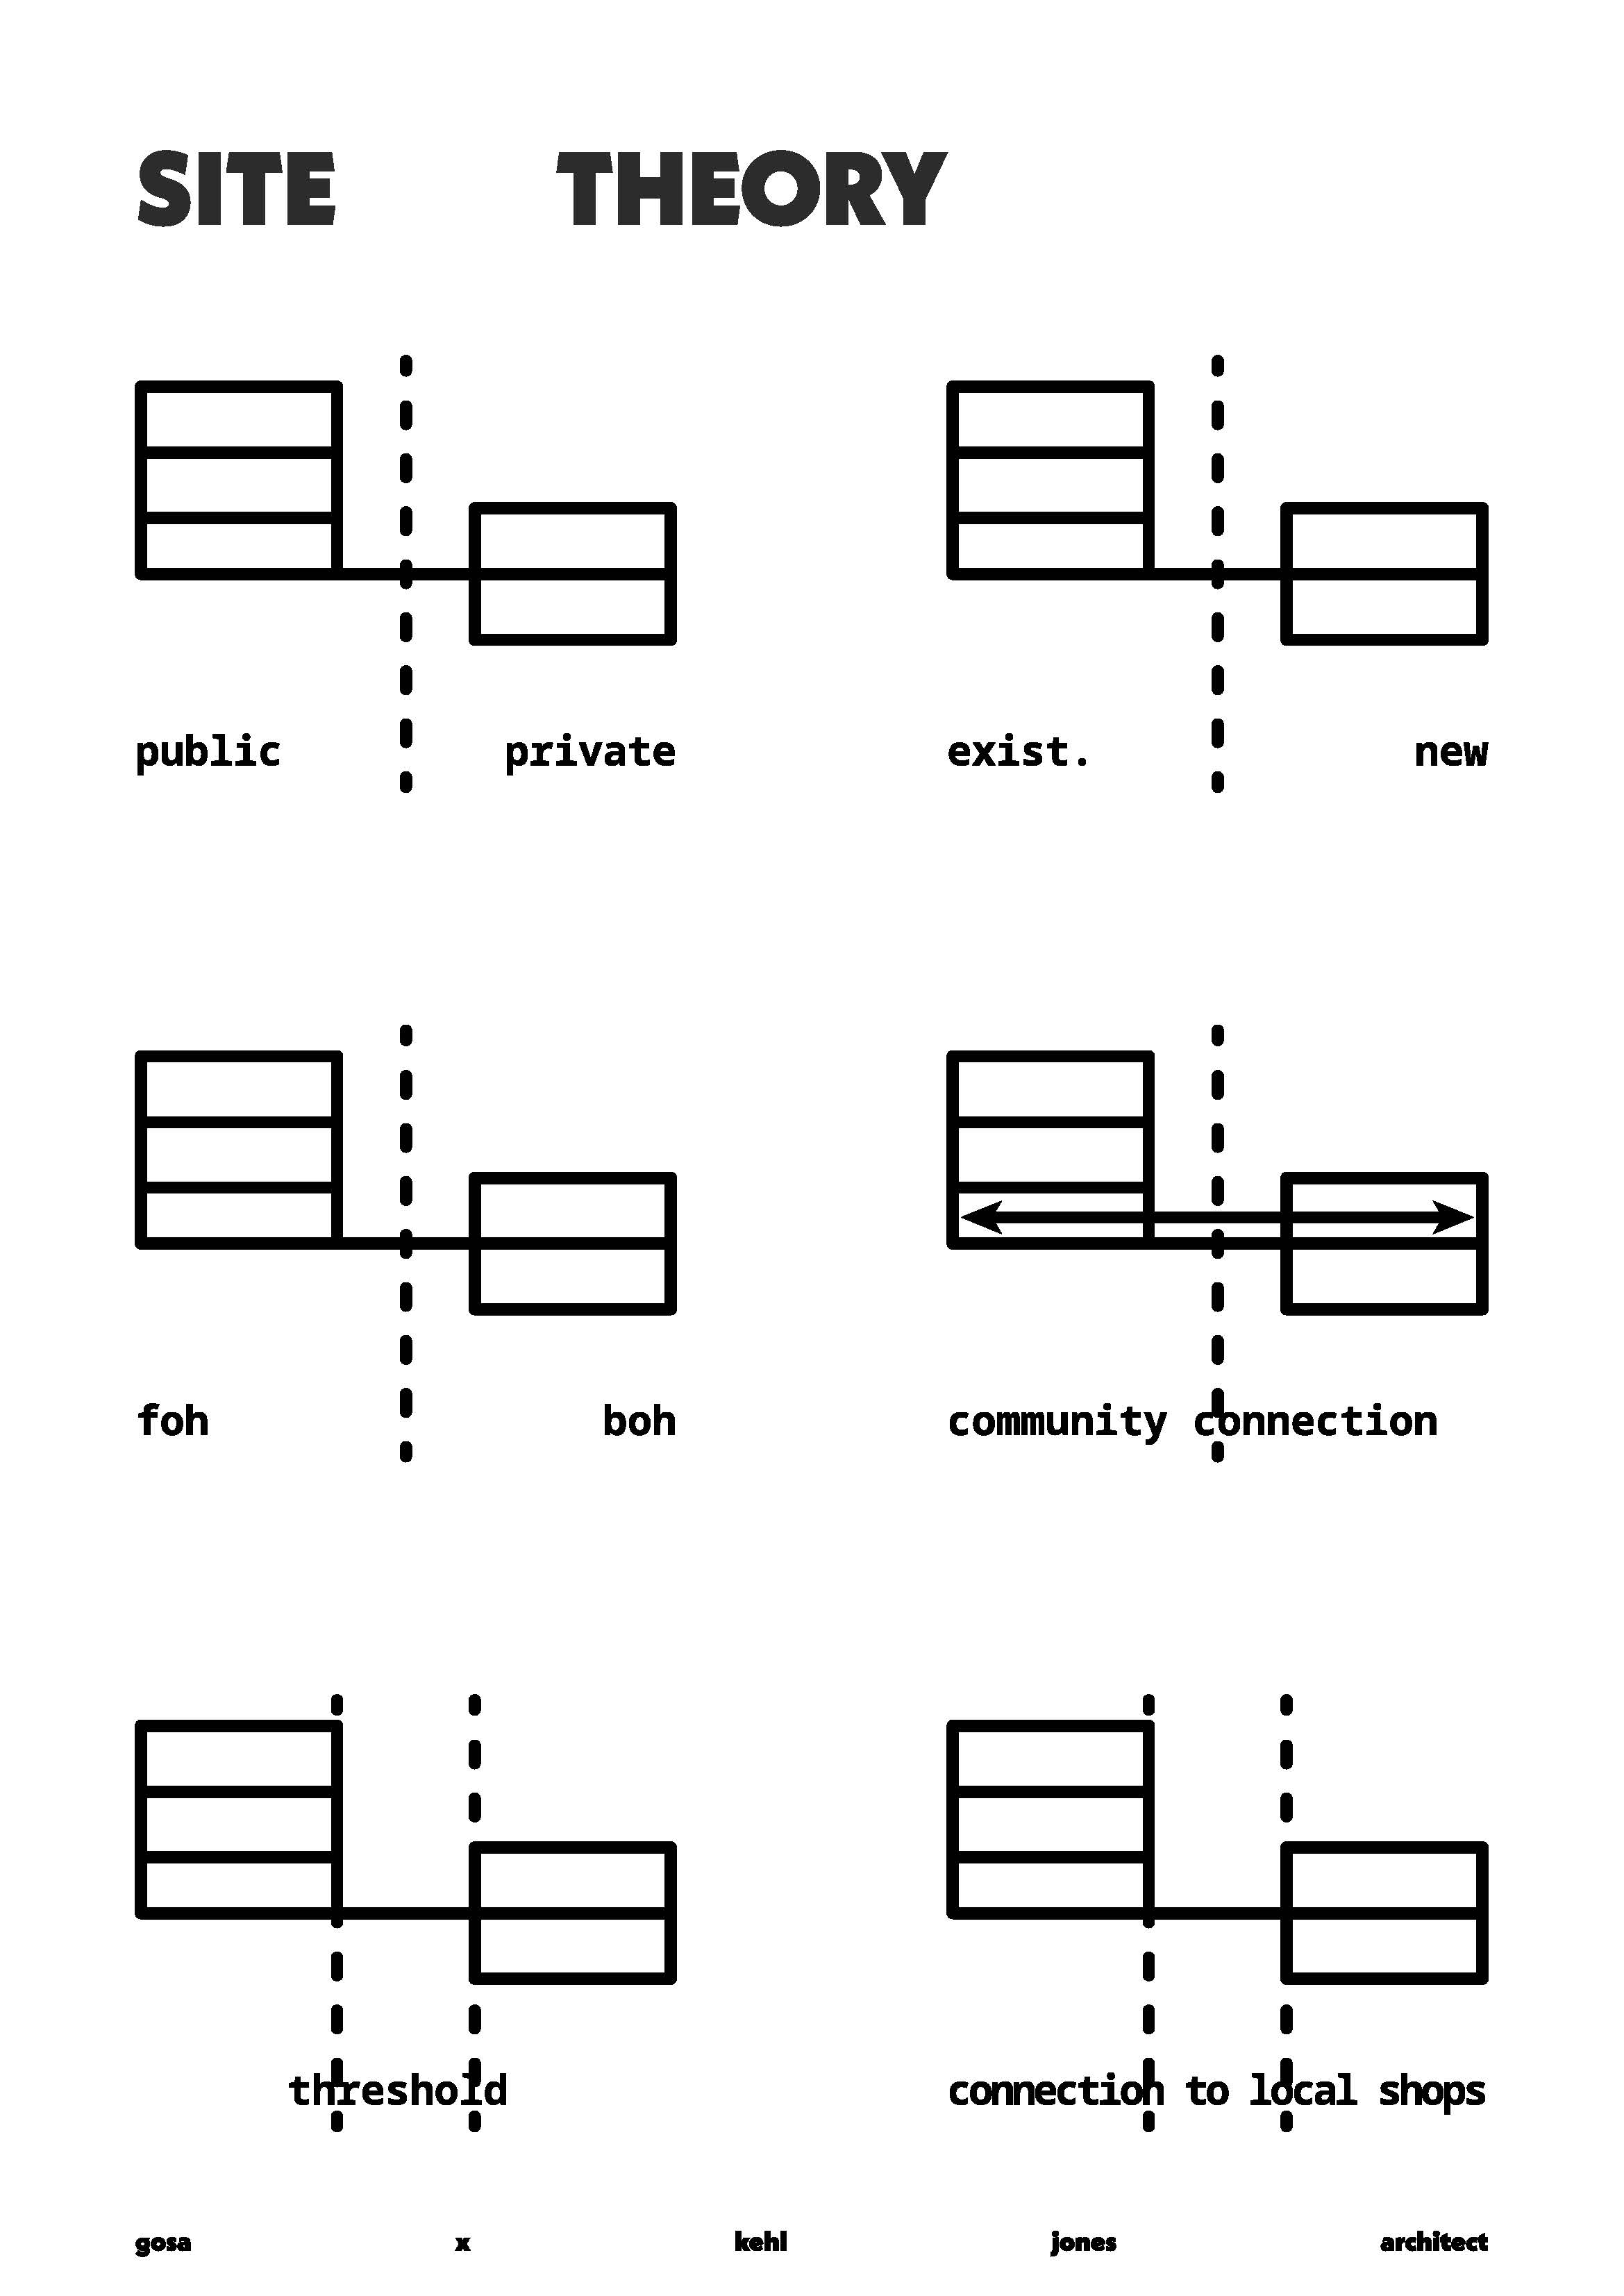 SITE THEORY
public private
exist. new
foh boh
community connection
threshold
connection to local shops
gosa x kehl jones architect